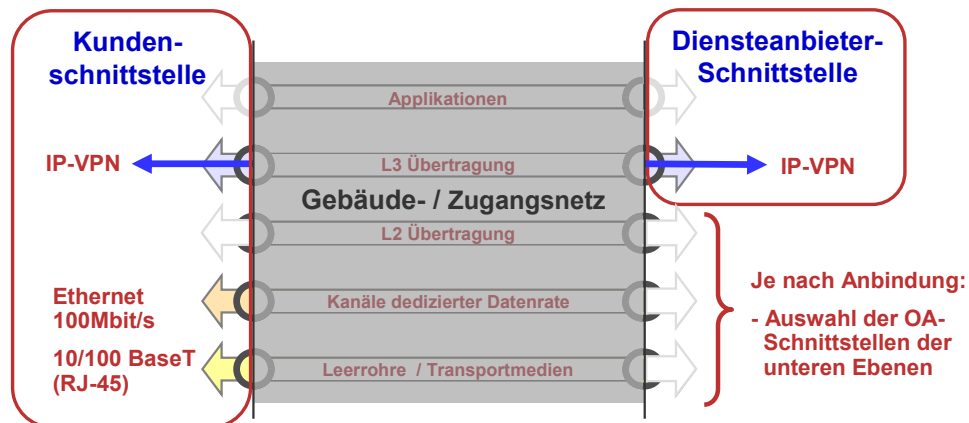 Kunden-
schnittstelle
Diensteanbieter-
Schnittstelle
Applikationen
IP-VPN
L3 Übertragung
IP-VPN
Gebäude- / Zugangsnetz
L2 Übertragung
Ethernet
100Mbit/s
Kanäle dedizierter Datenrate
10/100 BaseT
(RJ-45)
Leerrohre / Transportmedien
Je nach Anbindung:
- Auswahl der OA-
Schnittstellen der
unteren Ebenen